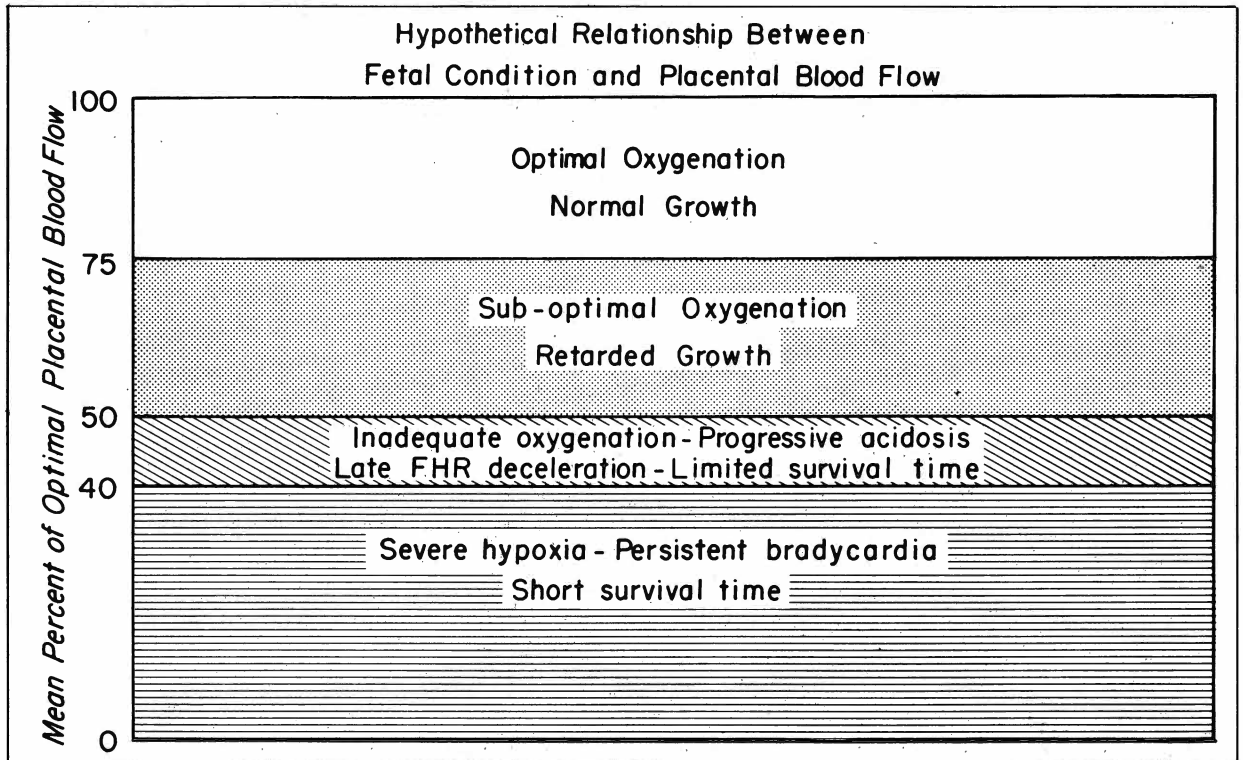 Hypothetical Relationship Between
Fetal Condition and Placental Blood Flow
Mean Percent of Optimal Placental Blood Flow
100
Optimal Oxygenation
Normal Growth
75
Sub-optimal Oxygenation
Retarded Growth
50
Inadequate oxygenation-Progressive acidosis
Late FHR deceleration-Limited survival time
40
Severe hypoxia-Persistent bradycardia
Short survival time
0